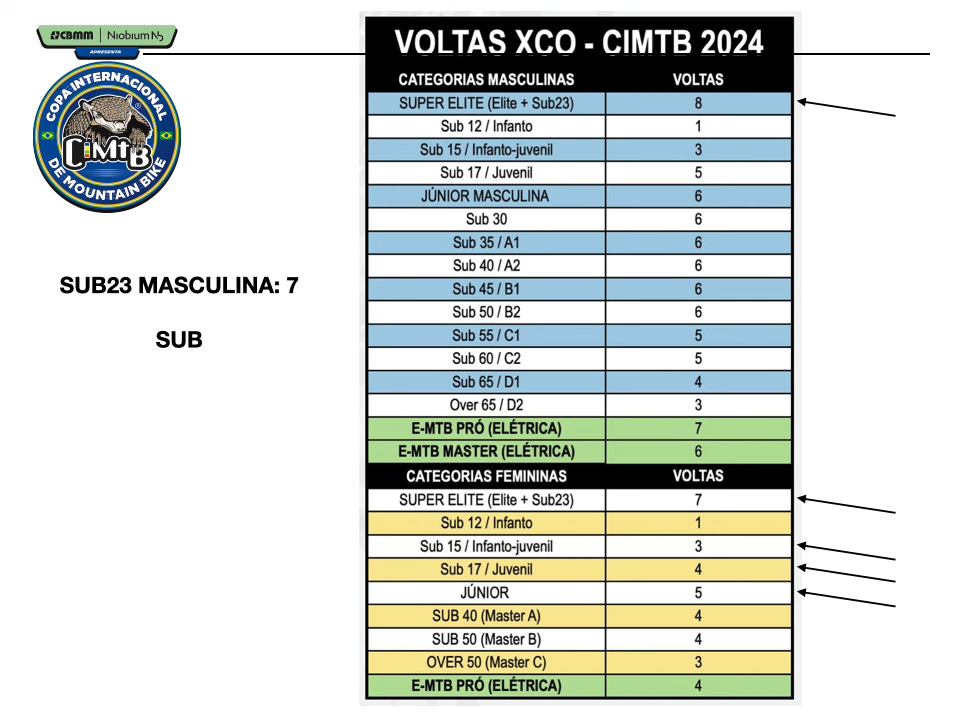 CBMM | Niobium N5
APRESENTA
COPA INTERNACIONAL
CiMtB
DE MOUNTAIN BIKE
SUB23 MASCULINA: 7
SUB
VOLTAS XCO - CIMTB 2024
CATEGORIAS MASCULINAS VOLTAS
SUPER ELITE (Elite + Sub23) 8
Sub 12 / Infanto 1
Sub 15 / Infanto-juvenil 3
Sub 17 / Juvenil 5
JÚNIOR MASCULINA 6
Sub 30 6
Sub 35 / A1 6
Sub 40 / A2 6
Sub 45 / B1 6
Sub 50 / B2 6
Sub 55 / C1 5
Sub 60 / C2 5
Sub 65 / D1 4
Over 65 / D2 3
E-MTB PRÓ (ELÉTRICA) 7
E-MTB MASTER (ELÉTRICA) 6
CATEGORIAS FEMININAS VOLTAS
SUPER ELITE (Elite + Sub23) 7
Sub 12 / Infanto 1
Sub 15 / Infanto-juvenil 3
Sub 17 / Juvenil 4
JÚNIOR 5
SUB 40 (Master A) 4
SUB 50 (Master B) 4
OVER 50 (Master C) 3
E-MTB PRÓ (ELÉTRICA) 4